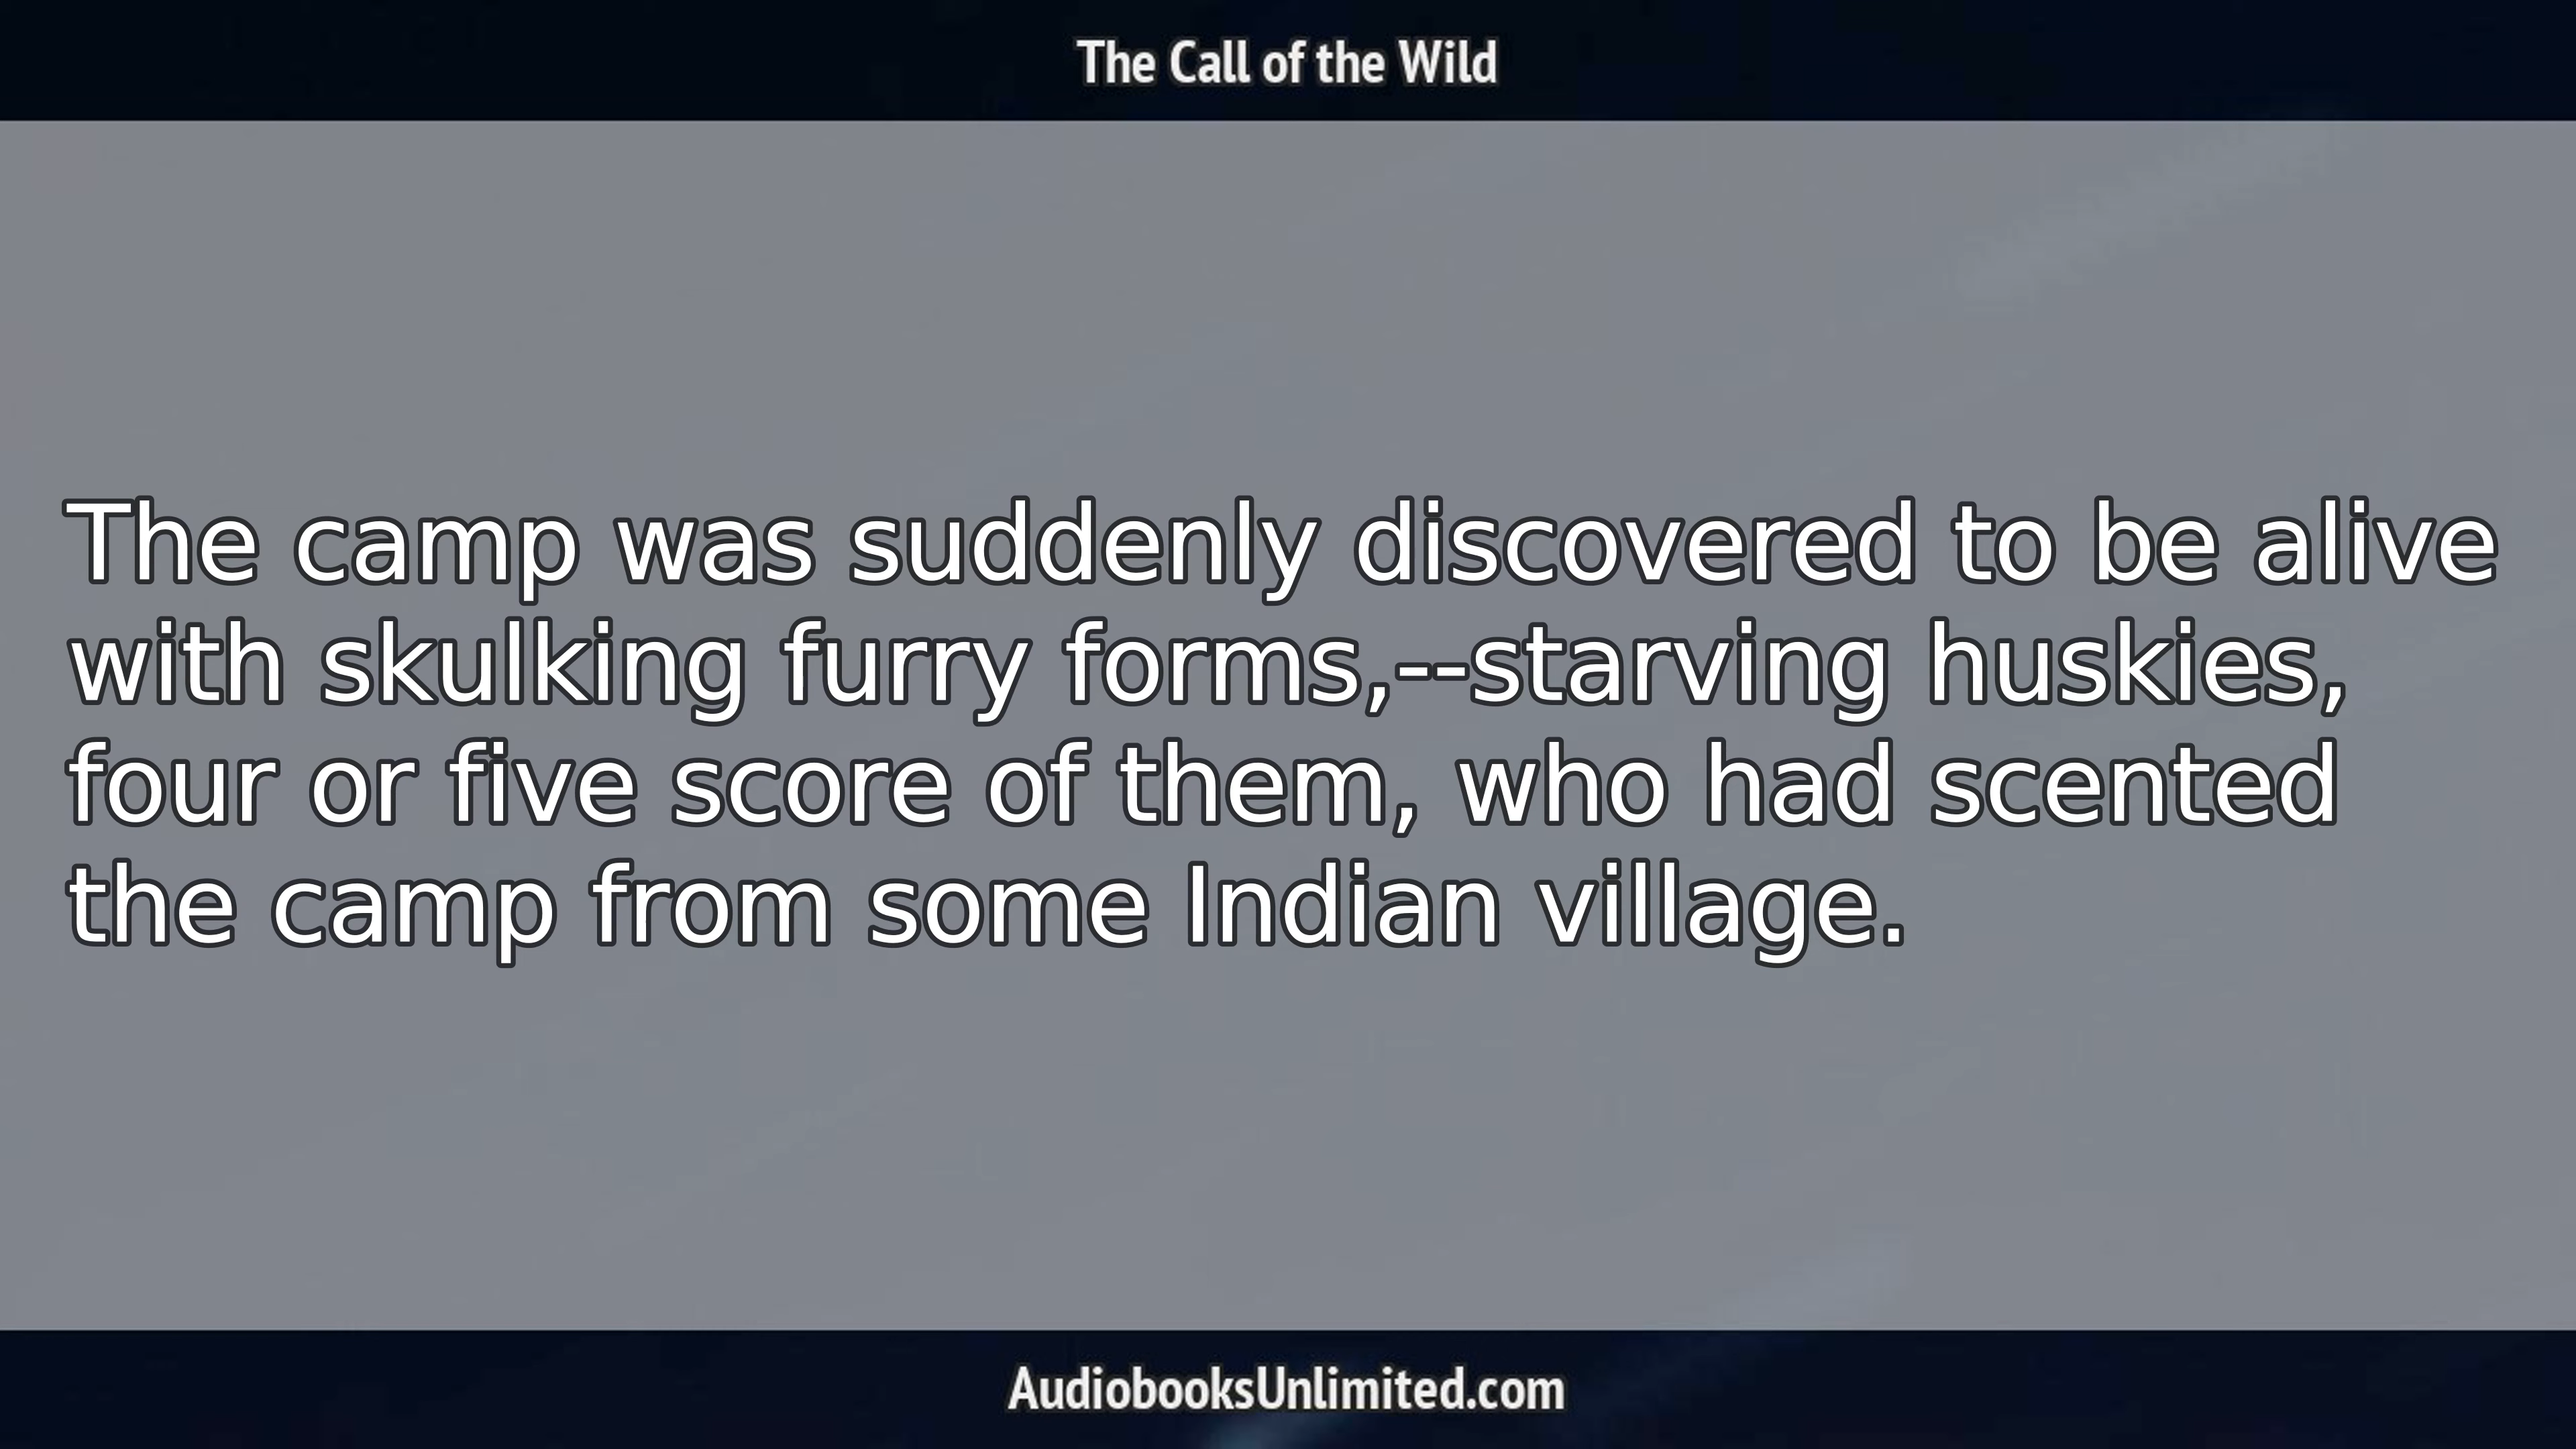 The Call of the Wild
The camp was suddenly discovered to be alive
with skulking furry forms,--starving huskies,
four or five score of them, who had scented
the camp from some Indian village.
AudiobooksUnlimited.com